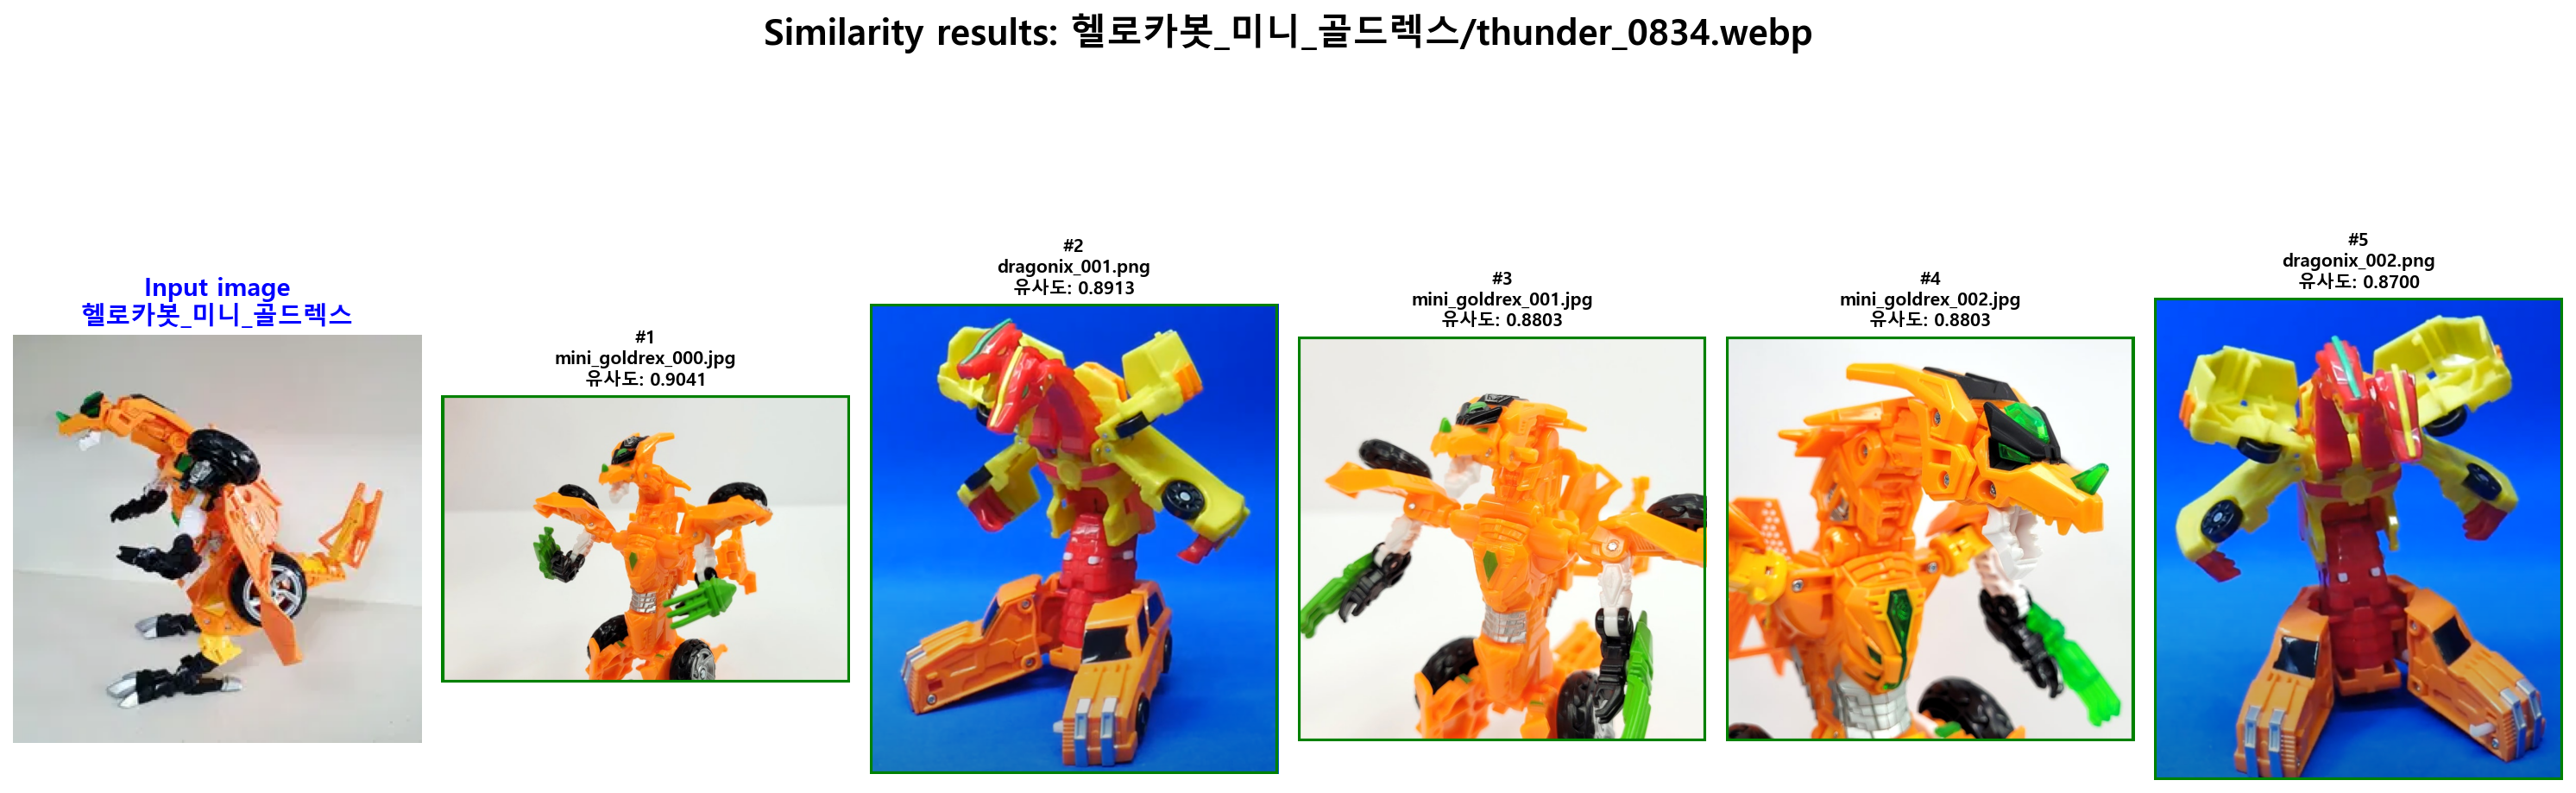 Similarity results: 헬로카봇_미니_골드렉스/thunder_0834.webp
Input image
헬로카봇_미니_골드렉스
#1
mini_goldrex_000.jpg
유사도: 0.9041
#2
dragonix_001.png
유사도: 0.8913
#3
mini_goldrex_001.jpg
유사도: 0.8803
#4
mini_goldrex_002.jpg
유사도: 0.8803
#5
dragonix_002.png
유사도: 0.8700